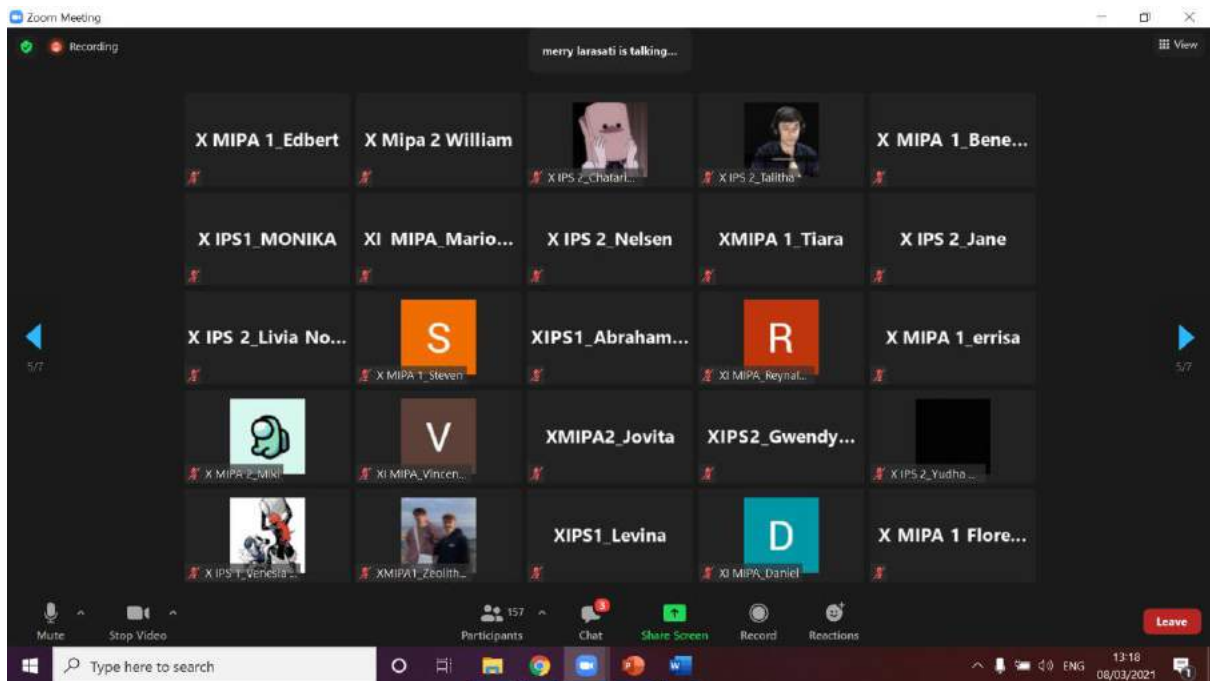 Zoom Meeting
Recording
merry larasati is talking...
View
X MIPA 1_Edbert
X Mipa 2 William
X IPS 2_Chatari...
X IPS 2_Talitha
X MIPA 1_Bene...
X IPS1_MONIKA
XI MIPA_Mario...
X IPS 2_Nelsen
XMIPA 1_Tiara
X IPS 2_Jane
X IPS 2_Livia No...
S
X MIPA 1_Steven
XIPS1_Abraham...
R
XI MIPA_Reynal...
X MIPA 1_errisa
5/7
5/7
X MIPA 2_Miki
V
XI MIPA_Vincen...
XMIPA2_Jovita
XIPS2_Gwendy...
X IPS 2_Yudha ...
X IPS 1_Venesia ...
XMIPA1_Zeolith...
XIPS1_Levina
D
XI MIPA_Daniel
X MIPA 1 Flore...
Mute
Stop Video
157
Participants
3
Chat
Share Screen
Record
Reactions
Leave
Type here to search
ENG
13:18
08/03/2021
1